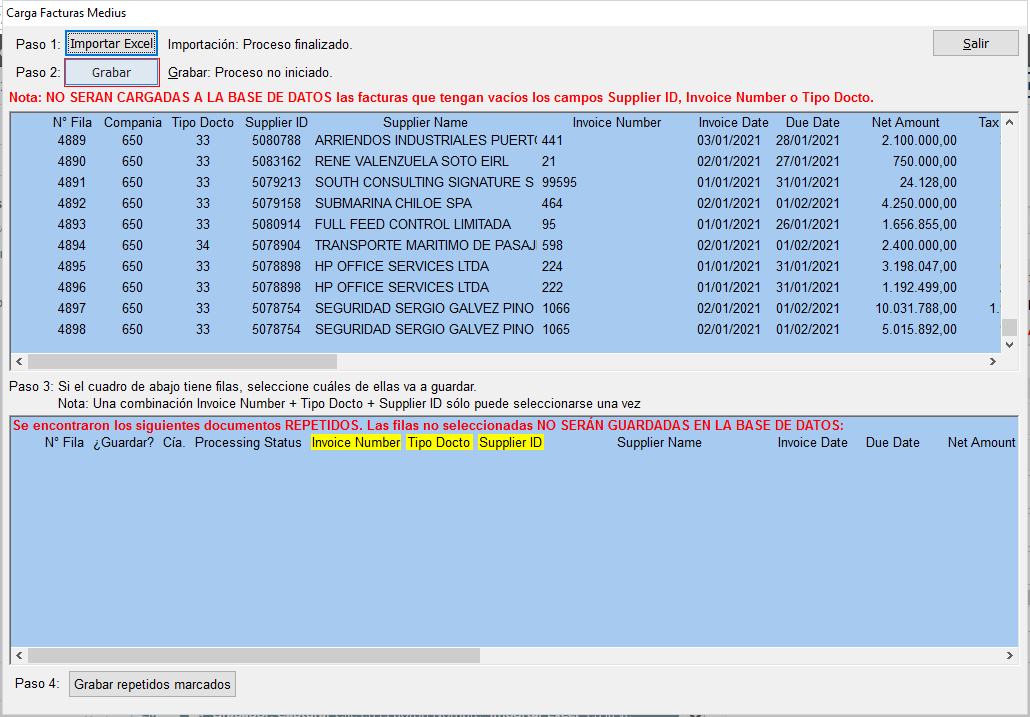 Carga Facturas Medius
Paso 1: Importar Excel Importación: Proceso finalizado. Salir
Paso 2: Grabar Grabar: Proceso no iniciado.
Nota: NO SERAN CARGADAS A LA BASE DE DATOS las facturas que tengan vacíos los campos Supplier ID, Invoice Number o Tipo Docto.
N° Fila Compania Tipo Docto Supplier ID Supplier Name Invoice Number Invoice Date Due Date Net Amount Tax
4889 650 33 5080788 ARRIENDOS INDUSTRIALES PUERT 441 03/01/2021 28/01/2021 2.100.000,00
4890 650 33 5083162 RENE VALENZUELA SOTO EIRL 21 02/01/2021 27/01/2021 750.000,00
4891 650 33 5079213 SOUTH CONSULTING SIGNATURE S 99595 01/01/2021 31/01/2021 24.128,00
4892 650 33 5079158 SUBMARINA CHILOE SPA 464 02/01/2021 01/02/2021 4.250.000,00
4893 650 33 5080914 FULL FEED CONTROL LIMITADA 95 01/01/2021 26/01/2021 1.656.855,00
4894 650 34 5078904 TRANSPORTE MARITIMO DE PASAJ 598 02/01/2021 01/02/2021 2.400.000,00
4895 650 33 5078898 HP OFFICE SERVICES LTDA 224 01/01/2021 31/01/2021 3.198.047,00
4896 650 33 5078898 HP OFFICE SERVICES LTDA 222 01/01/2021 31/01/2021 1.192.499,00
4897 650 33 5078754 SEGURIDAD SERGIO GALVEZ PINO 1066 02/01/2021 01/02/2021 10.031.788,00 1.
4898 650 33 5078754 SEGURIDAD SERGIO GALVEZ PINO 1065 02/01/2021 01/02/2021 5.015.892,00
Paso 3: Si el cuadro de abajo tiene filas, seleccione cuáles de ellas va a guardar.
Nota: Una combinación Invoice Number + Tipo Docto + Supplier ID sólo puede seleccionarse una vez
Se encontraron los siguientes documentos REPETIDOS. Las filas no seleccionadas NO SERÁN GUARDADAS EN LA BASE DE DATOS:
N° Fila ¿Guardar? Cía. Processing Status Invoice Number Tipo Docto Supplier ID Supplier Name Invoice Date Due Date Net Amount
Paso 4: Grabar repetidos marcados